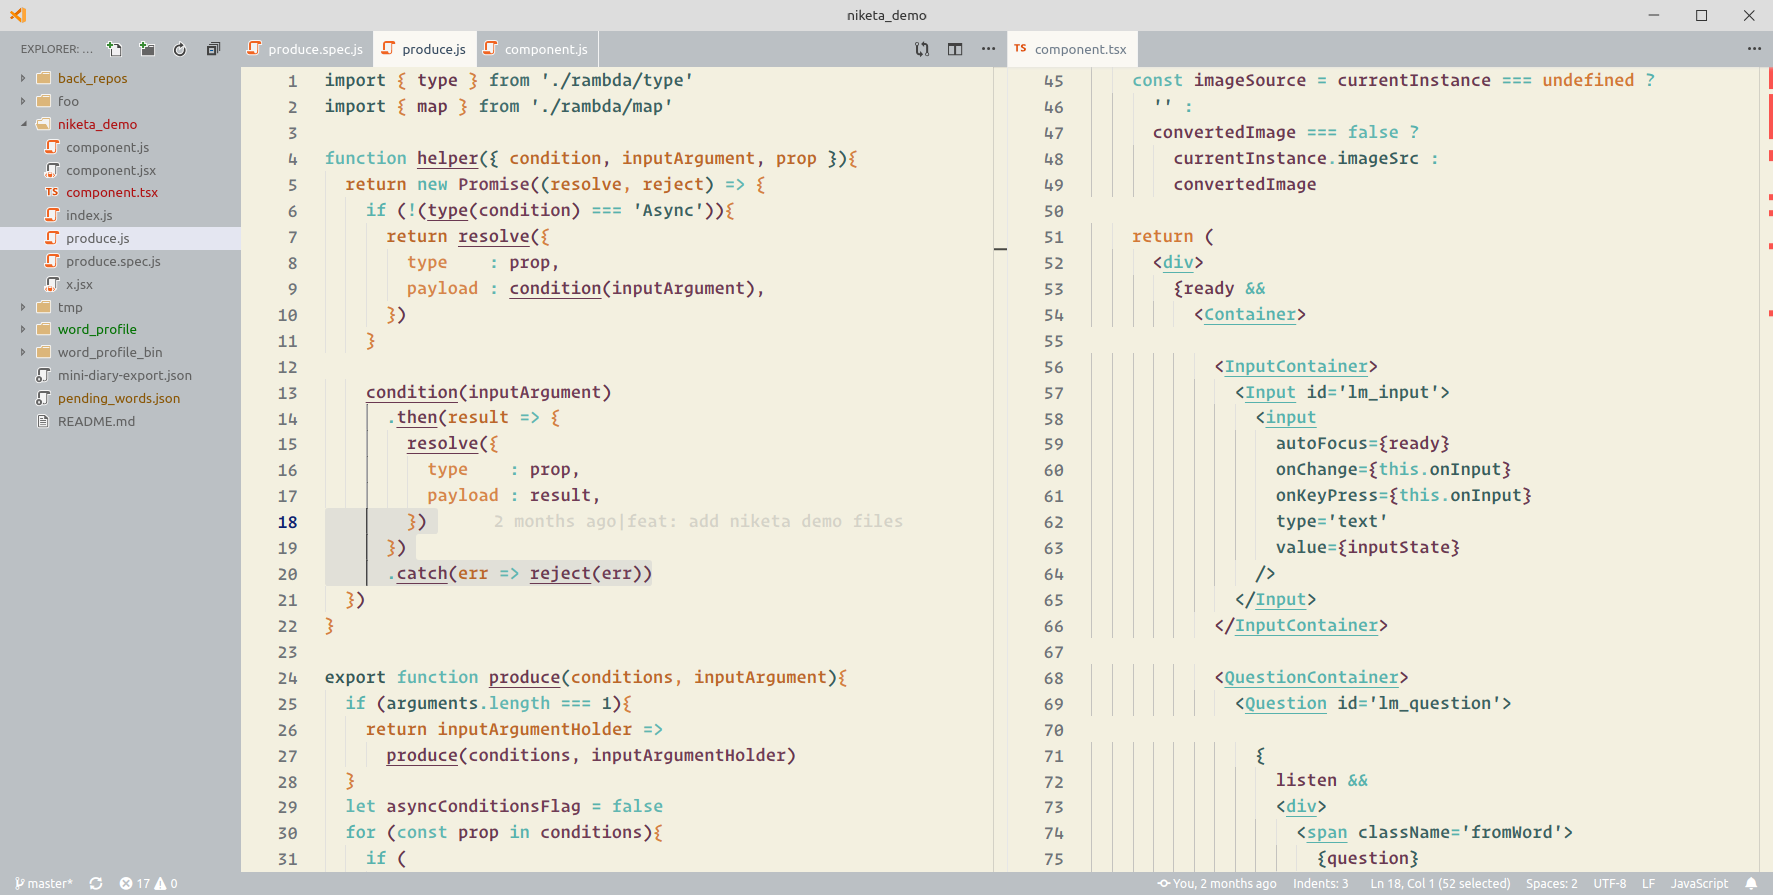 niketa_demo
EXPLORER: ...
back_repos
foo
niketa_demo
component.js
component.jsx
TS component.tsx
index.js
produce.js
produce.spec.js
x.jsx
tmp
word_profile
word_profile_bin
mini-diary-export.json
pending_words.json
README.md
produce.spec.js
produce.js
component.js
1 import { type } from './rambda/type'
2 import { map } from './rambda/map'
3
4 function helper({ condition, inputArgument, prop }){
5 return new Promise((resolve, reject) => {
6 if (!(type(condition) === 'Async')){
7 return resolve({
8 type    : prop,
9 payload : condition(inputArgument),
10 })
11 }
12
13 condition(inputArgument)
14 .then(result => {
15 resolve({
16 type    : prop,
17 payload : result,
18 }) 2 months ago|feat: add niketa demo files
19 })
20 .catch(err => reject(err))
21 })
22 }
23
24 export function produce(conditions, inputArgument){
25 if (arguments.length === 1){
26 return inputArgumentHolder =>
27 produce(conditions, inputArgumentHolder)
28 }
29 let asyncConditionsFlag = false
30 for (const prop in conditions){
31 if (
TS component.tsx
45 const imageSource = currentInstance === undefined ?
46 '' :
47 convertedImage === false ?
48 currentInstance.imageSrc :
49 convertedImage
50
51 return (
52 <div>
53 {ready &&
54 <Container>
55
56 <InputContainer>
57 <Input id='lm_input'>
58 <input
59 autoFocus={ready}
60 onChange={this.onInput}
61 onKeyPress={this.onInput}
62 type='text'
63 value={inputState}
64 />
65 </Input>
66 </InputContainer>
67
68 <QuestionContainer>
69 <Question id='lm_question'>
70
71 {
72 listen &&
73 <div>
74 <span className='fromWord'>
75 {question}
master* 17 0
You, 2 months ago Indents: 3 Ln 18, Col 1 (52 selected) Spaces: 2 UTF-8 LF JavaScript